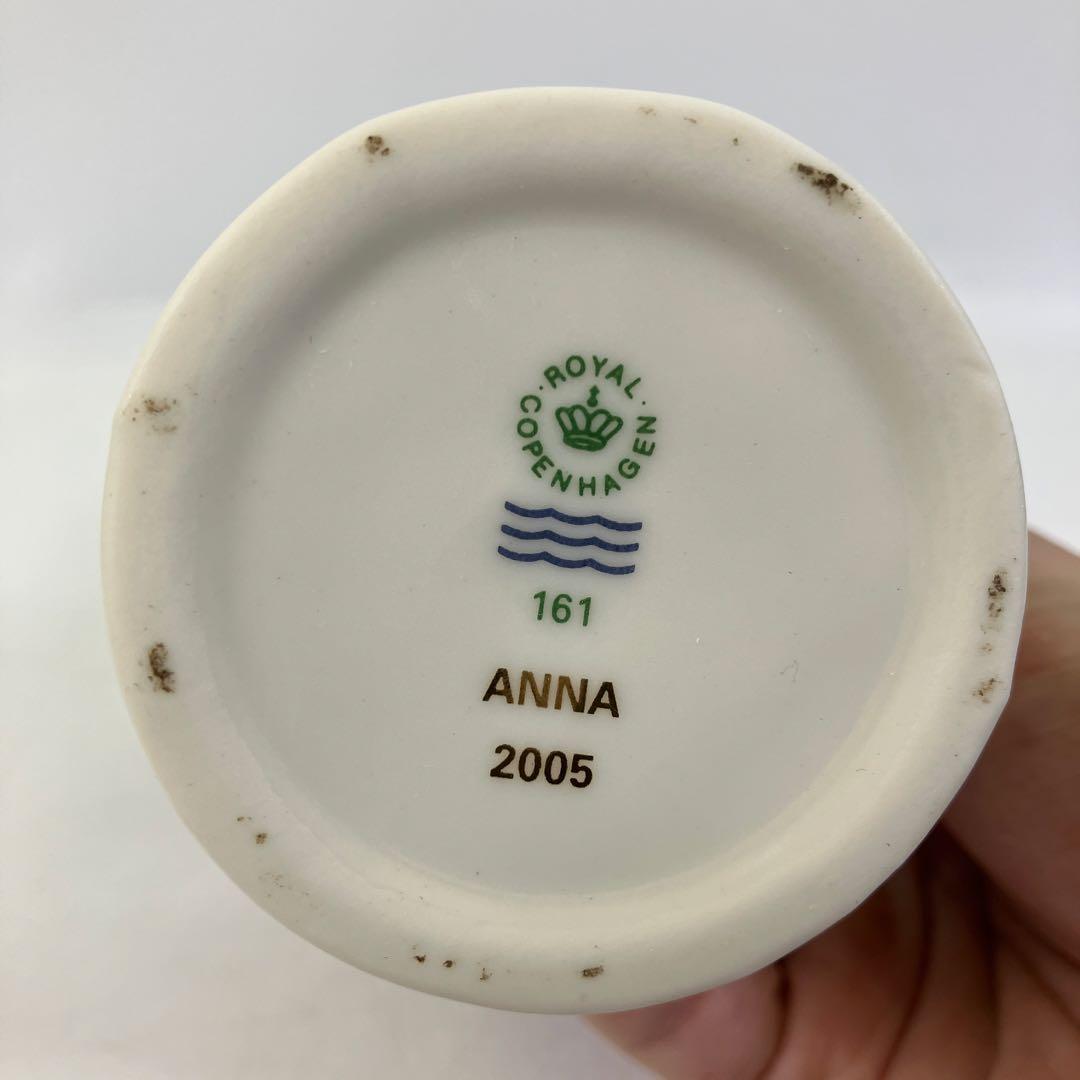 ROYAL
COPENHAGEN
161
ANNA
2005